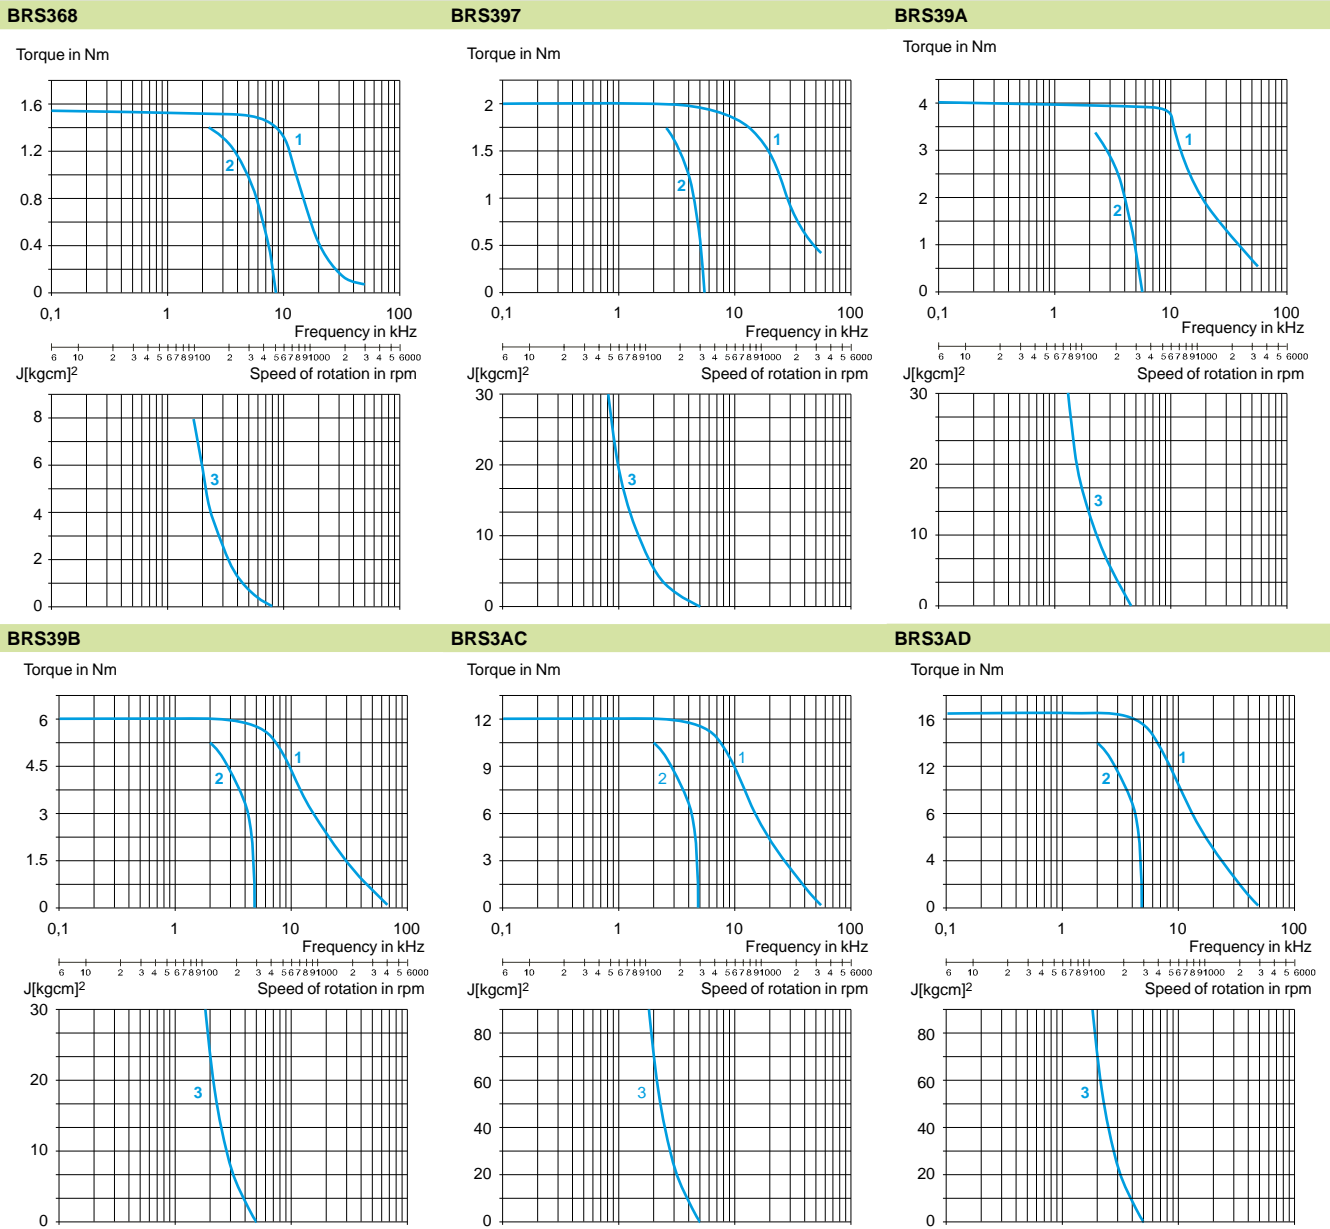 BRS368 BRS397 BRS39A
Torque in Nm Torque in Nm Torque in Nm
1.6
1.2
0.8
0.4
0
1
2
0,1 1 10 100
Frequency in kHz
6 10 2 3 4 5 6 7 8 9 100 2 3 4 5 6 7 8 9 1000 2 3 4 5 6000
J[kgcm]2 Speed of rotation in rpm
8
6
4
2
0
3
2
1.5
1
0.5
0
1
2
0,1 1 10 100
Frequency in kHz
6 10 2 3 4 5 6 7 8 9 100 2 3 4 5 6 7 8 9 1000 2 3 4 5 6000
J[kgcm]2 Speed of rotation in rpm
30
20
10
0
3
4
3
2
1
0
1
2
0,1 1 10 100
Frequency in kHz
6 10 2 3 4 5 6 7 8 9 100 2 3 4 5 6 7 8 9 1000 2 3 4 5 6000
J[kgcm]2 Speed of rotation in rpm
30
20
10
0
3
BRS39B BRS3AC BRS3AD
Torque in Nm Torque in Nm Torque in Nm
6
4.5
3
1.5
0
1
2
0,1 1 10 100
Frequency in kHz
6 10 2 3 4 5 6 7 8 9 100 2 3 4 5 6 7 8 9 1000 2 3 4 5 6000
J[kgcm]2 Speed of rotation in rpm
30
20
10
0
3
12
9
6
3
0
1
2
0,1 1 10 100
Frequency in kHz
6 10 2 3 4 5 6 7 8 9 100 2 3 4 5 6 7 8 9 1000 2 3 4 5 6000
J[kgcm]2 Speed of rotation in rpm
80
60
40
20
0
3
16
12
6
4
0
1
2
0,1 1 10 100
Frequency in kHz
6 10 2 3 4 5 6 7 8 9 100 2 3 4 5 6 7 8 9 1000 2 3 4 5 6000
J[kgcm]2 Speed of rotation in rpm
80
60
40
20
0
3